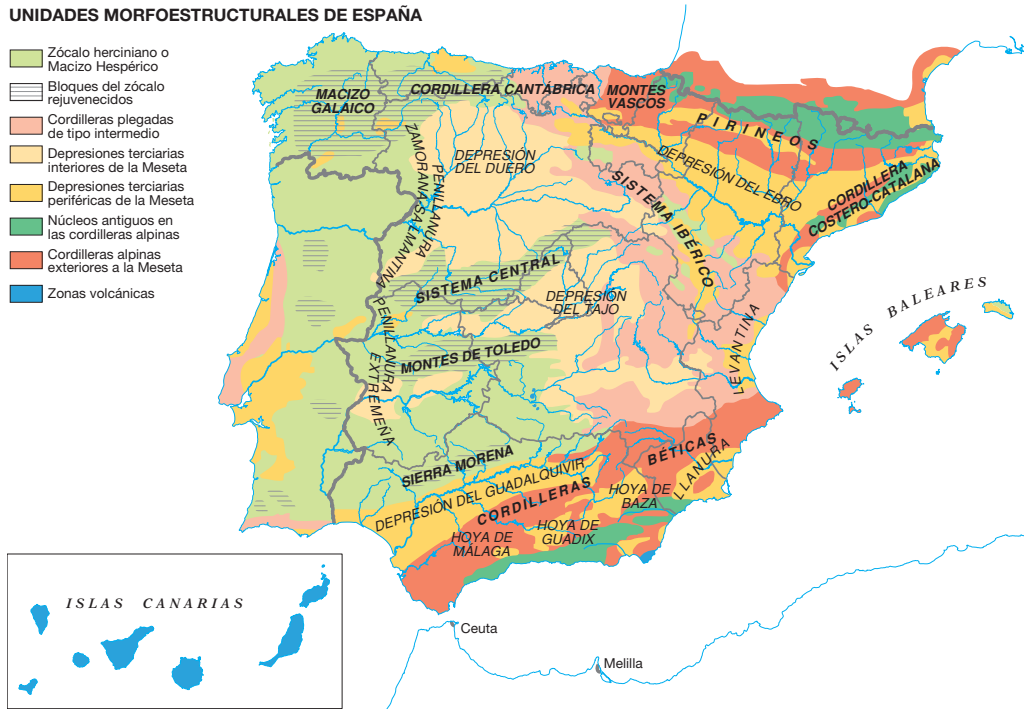 UNIDADES MORFOESTRUCTURALES DE ESPAÑA
Zócalo herciniano o
Macizo Hespérico
Bloques del zócalo
rejuvenecidos
Cordilleras plegadas
de tipo intermedio
Depresiones terciarias
interiores de la Meseta
Depresiones terciarias
periféricas de la Meseta
Núcleos antiguos en
las cordilleras alpinas
Cordilleras alpinas
exteriores a la Meseta
Zonas volcánicas
MACIZO
GALAICO
CORDILLERA CANTÁBRICA
MONTES
VASCOS
PIRINEOS
DEPRESIÓN
DEL DUERO
PENILLANURA
ZAMORANA-SALMANTINA
DEPRESIÓN DEL EBRO
CORDILLERA
COSTERO-CATALANA
SISTEMA IBÉRICO
SISTEMA CENTRAL
DEPRESIÓN
DEL TAJO
PENILLANURA
EXTREMEÑA
MONTES DE TOLEDO
LLANURA
LEVANTINA
ISLAS BALEARES
SIERRA MORENA
DEPRESIÓN DEL GUADALQUIVIR
CORDILLERAS
BÉTICAS
HOYA DE
BAZA
HOYA DE
GUADIX
HOYA DE
MÁLAGA
ISLAS CANARIAS
Ceuta
Melilla